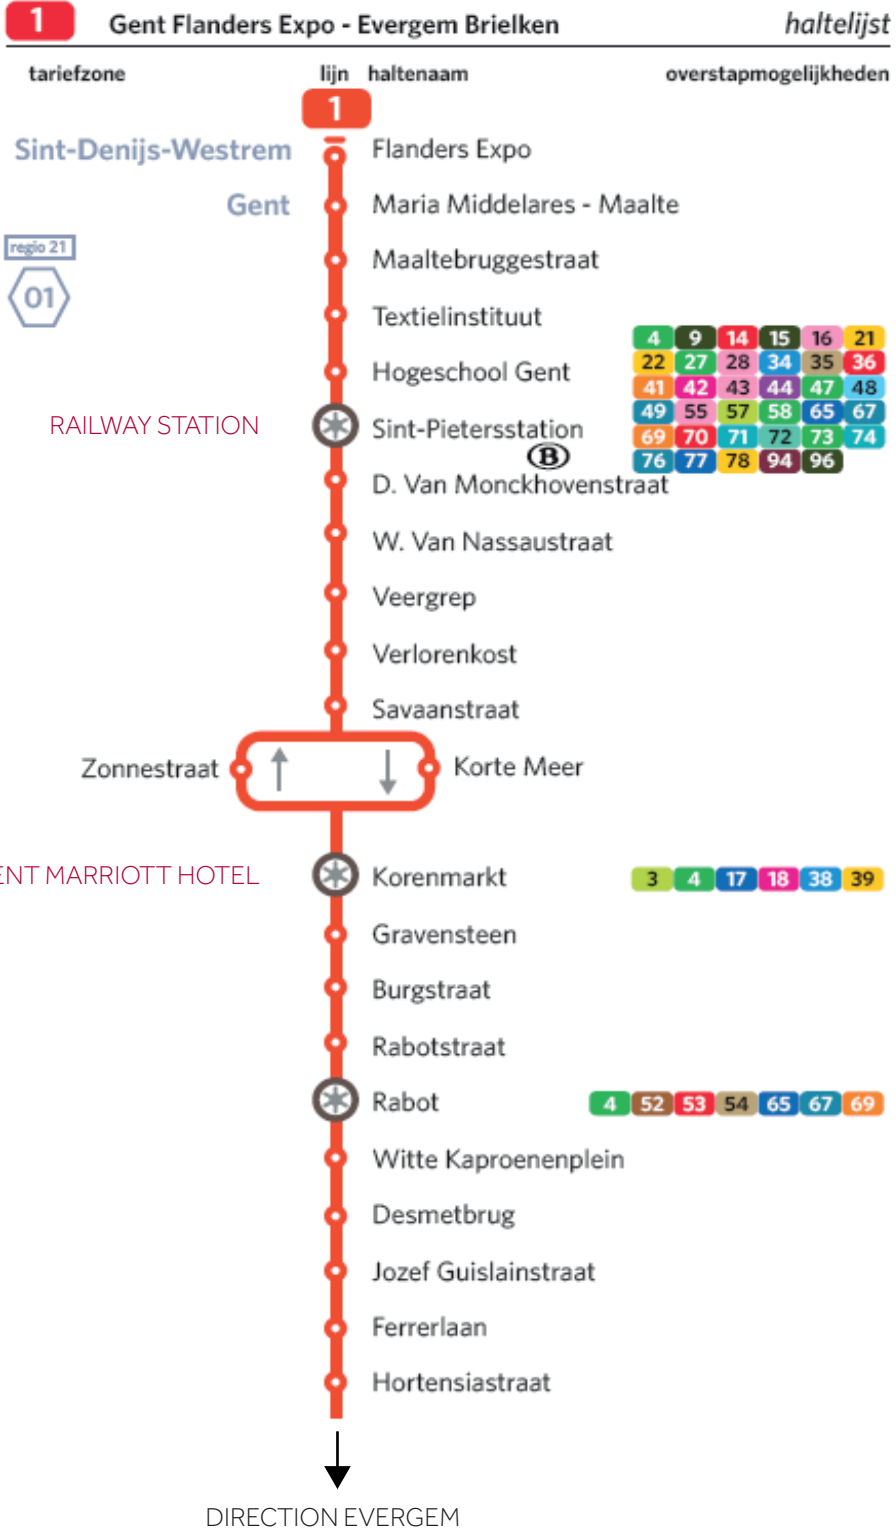 1 Gent Flanders Expo - Evergem Brielken haltelijst
tariefzone lijn haltenaam overstapmogelijkheden
1
Sint-Denijs-Westrem Flanders Expo
Gent Maria Middelares - Maalte
regio 21
Maaltebruggestraat
01
Textielinstituut
4 9 14 15 16 21
22 27 28 34 35 36
Hogeschool Gent
41 42 43 44 47 48
49 55 57 58 65 67
RAILWAY STATION Sint-Pietersstation
69 70 71 72 73 74
B
76 77 78 94 96
D. Van Monckhovenstraat
W. Van Nassaustraat
Veergrep
Verlorenkost
Savaanstraat
Zonnestraat Korte Meer
ENT MARRIOTT HOTEL Korenmarkt 3 4 17 18 38 39
Gravensteen
Burgstraat
Rabotstraat
Rabot 4 52 53 54 65 67 69
Witte Kaproenenplein
Desmetbrug
Jozef Guislainstraat
Ferrerlaan
Hortensiastraat
DIRECTION EVERGEM